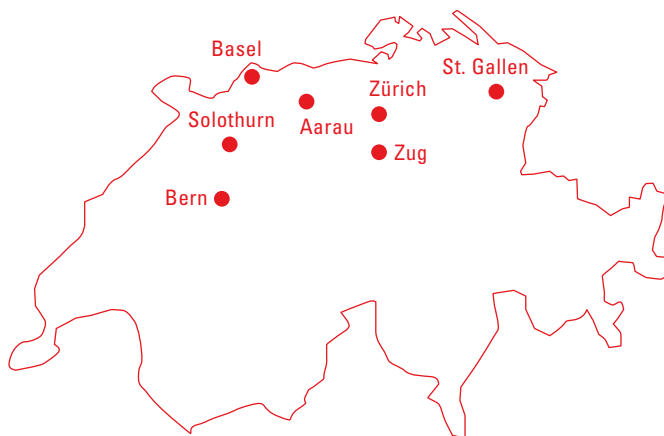 Basel
St. Gallen
Zürich
Solothurn
Aarau
Zug
Bern